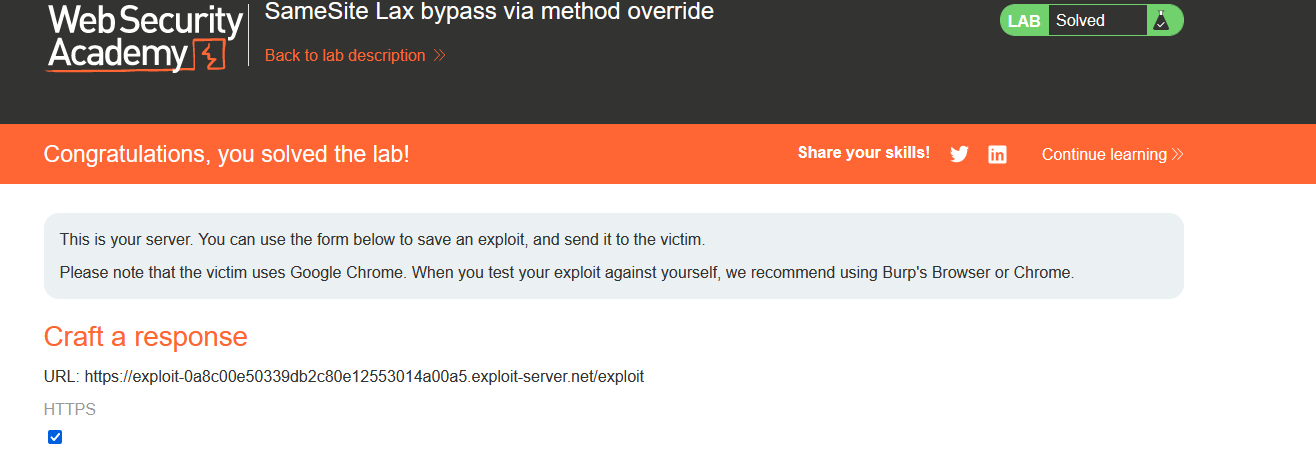 WebSecurity
Academy
SameSite Lax bypass via method override
Back to lab description
LAB Solved
Congratulations, you solved the lab!
Share your skills!
Continue learning
This is your server. You can use the form below to save an exploit, and send it to the victim.
Please note that the victim uses Google Chrome. When you test your exploit against yourself, we recommend using Burp's Browser or Chrome.
Craft a response
URL: https://exploit-0a8c00e50339db2c80e12553014a00a5.exploit-server.net/exploit
HTTPS